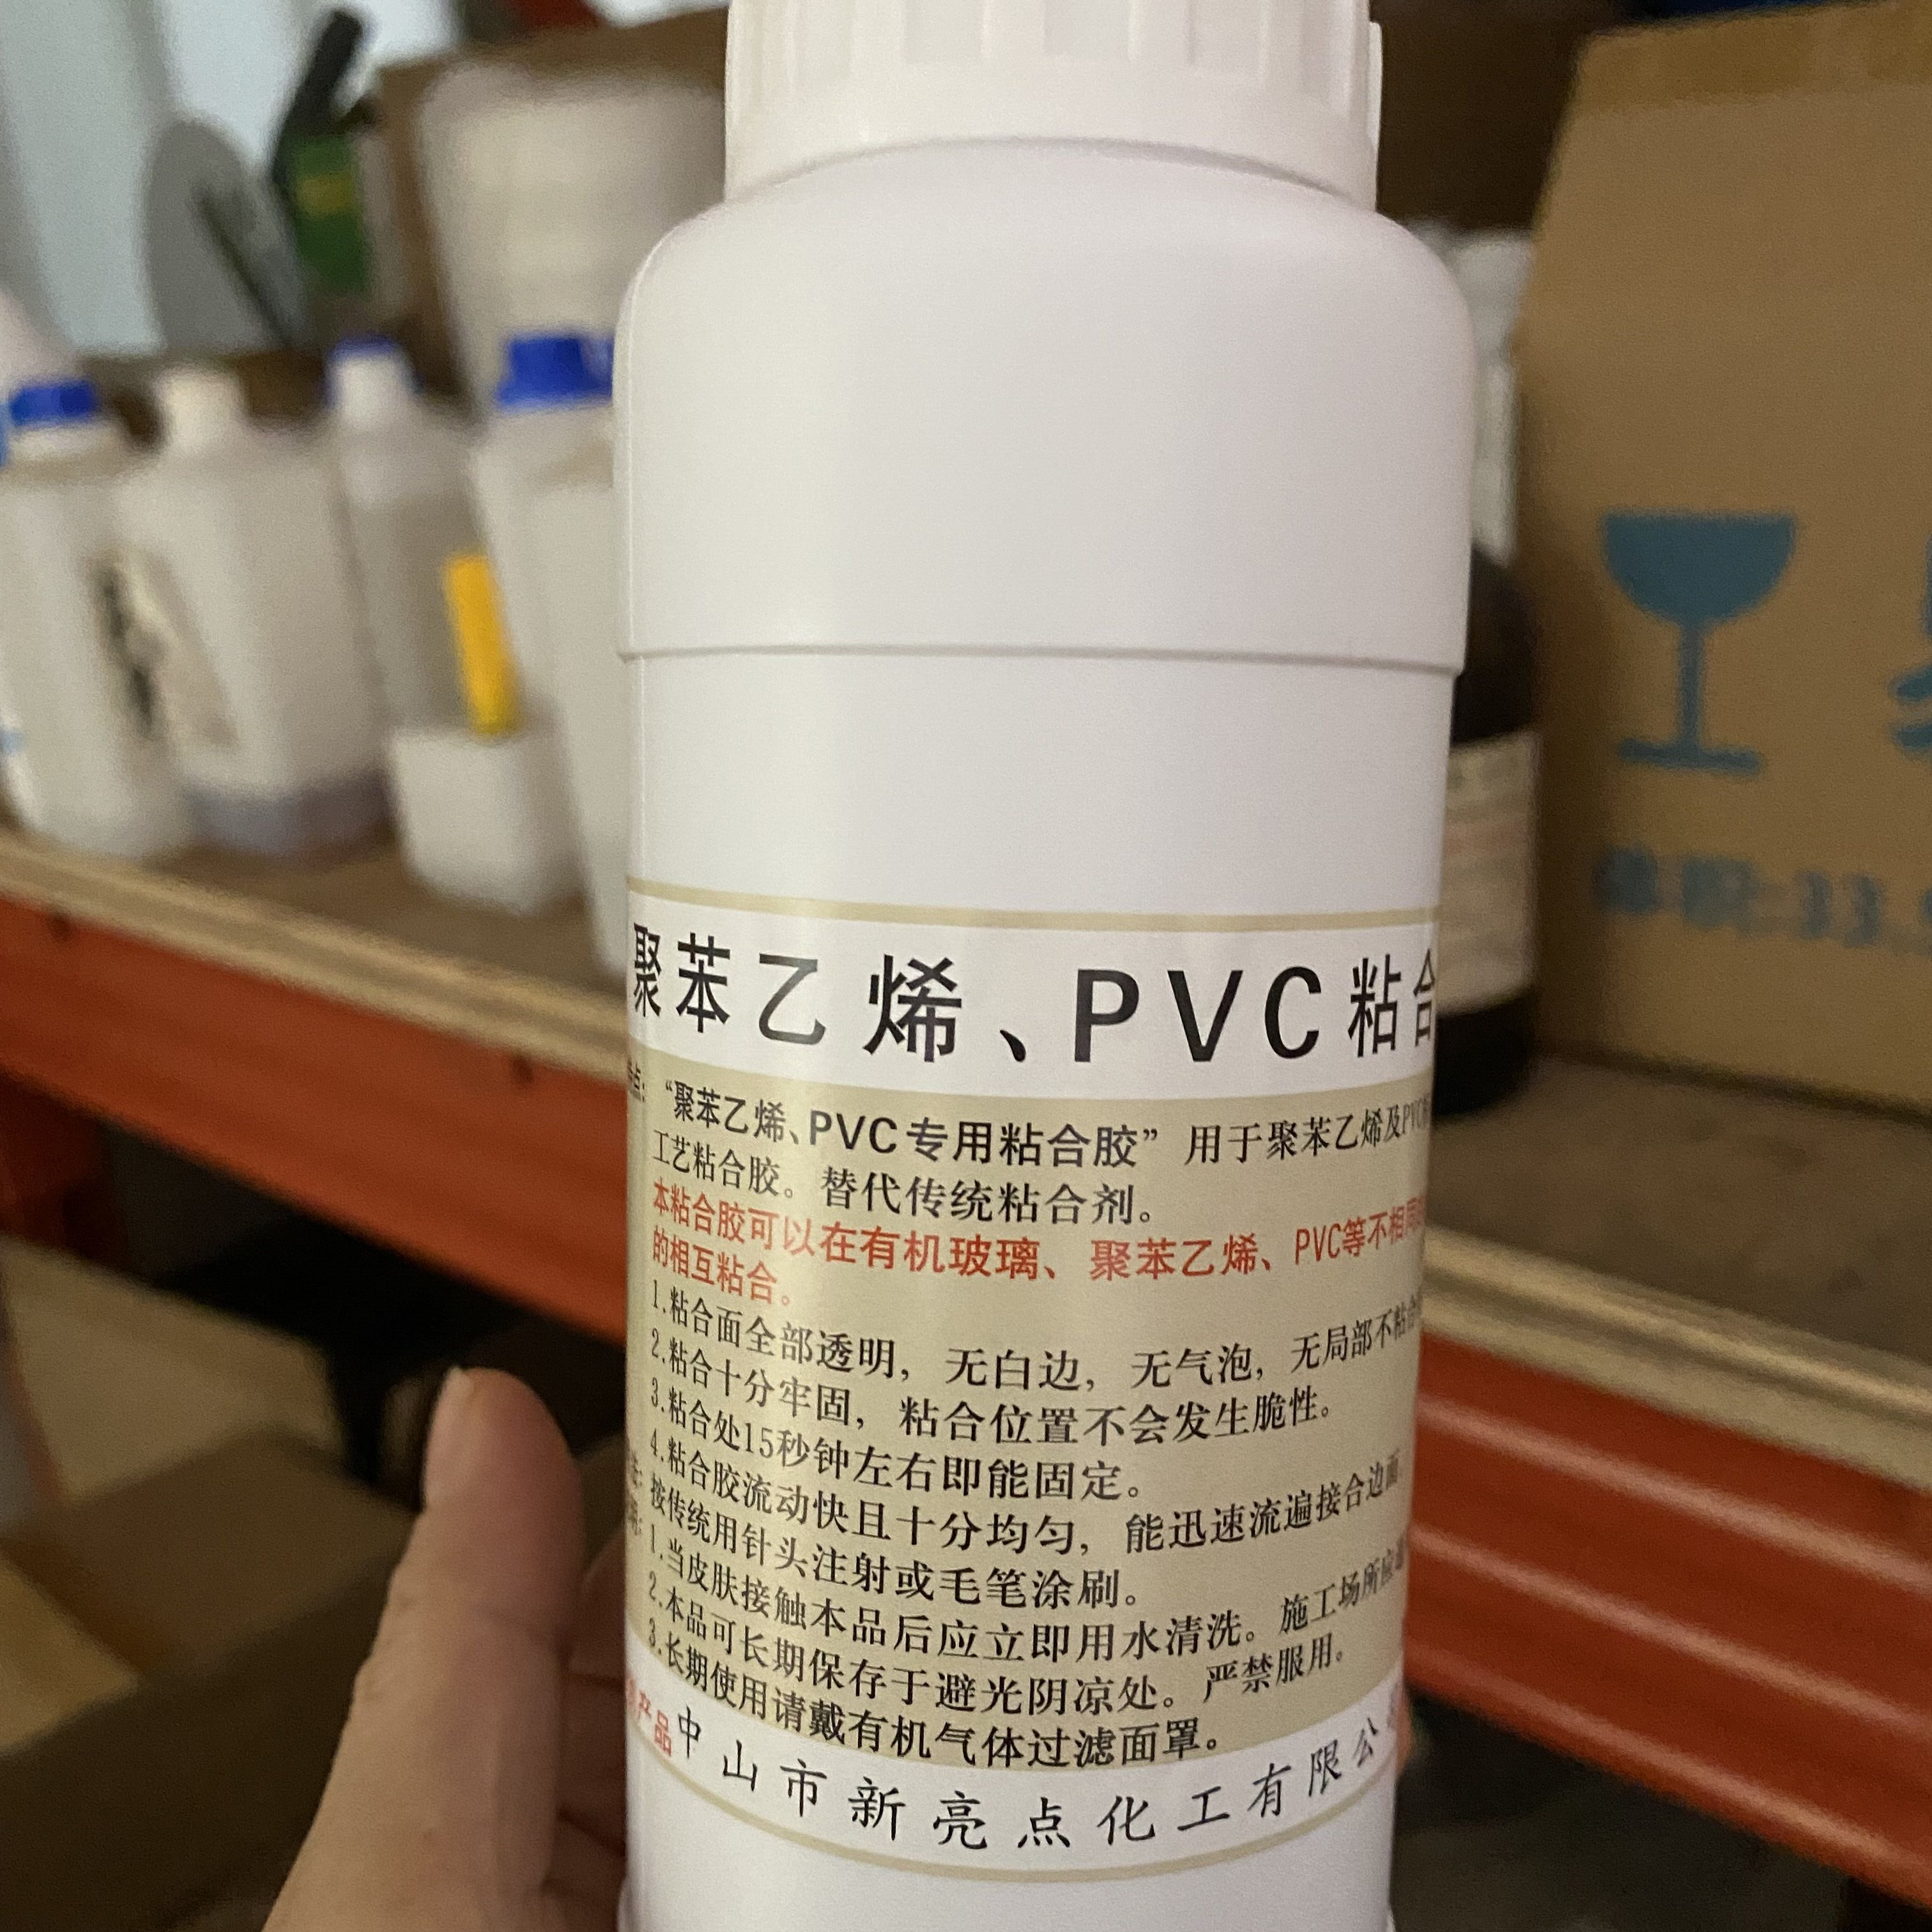 聚苯乙烯、PVC粘合
“聚苯乙烯、PVC专用粘合胶”用于聚苯乙烯及PVC
工艺粘合胶。替代传统粘合剂。
本粘合胶可以在有机玻璃、聚苯乙烯、PVC等不相同
的相互粘合。
1.粘合面全部透明，无白边，无气泡，无局部不粘合
2.粘合十分牢固，粘合位置不会发生脆性。
3.粘合处15秒钟左右即能固定。
4.粘合胶流动快且十分均匀，能迅速流遍接合边面
按传统用针头注射或毛笔涂刷。
1.当皮肤接触本品后应立即用水清洗。施工场所应
2.本品可长期保存于避光阴凉处。严禁服用。
3.长期使用请戴有机气体过滤面罩。
产品
中山市新亮点化工有限公